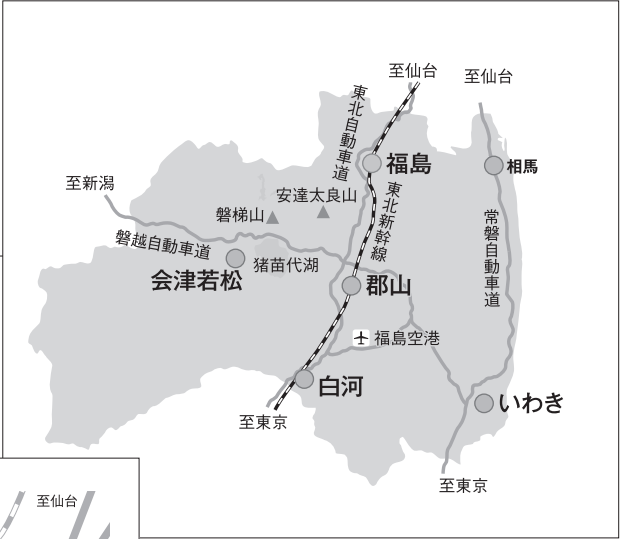 至仙台
至仙台
東北自動車道
福島
相馬
至新潟
安達太良山
磐梯山
東北新幹線
常磐自動車道
磐越自動車道
猪苗代湖
会津若松
郡山
福島空港
白河
いわき
至東京
至東京
至仙台